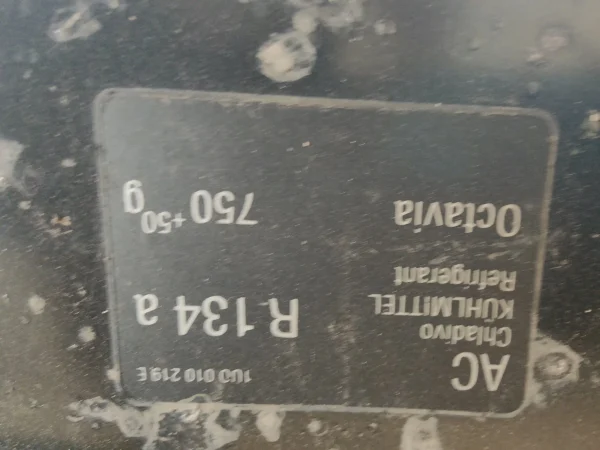 1U0 010 219 E
AC
Chladivo
KÜHLMITTEL
Refrigerant
R 134 a
Octavia
750 +50 g